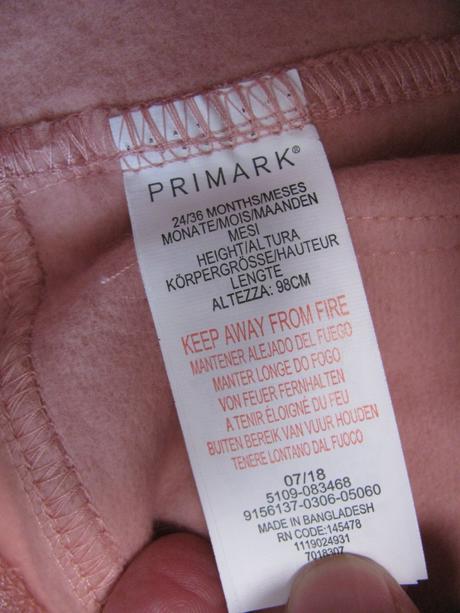 PRIMARK®
24/36 MONTHS/MESES
MONATE/MOIS/MAANDEN
MESI
HEIGHT/ALTURA
KÖRPERGRÖSSE/HAUTEUR
LENGTE
ALTEZZA: 98CM
KEEP AWAY FROM FIRE
MANTENER ALEJADO DEL FUEGO
MANTER LONGE DO FOGO
VON FEUER FERNHALTEN
A TENIR ÉLOIGNÉ DU FEU
BUITEN BEREIK VAN VUUR HOUDEN
TENERE LONTANO DAL FUOCO
07/18
5109-083468
9156137-0306-05060
MADE IN BANGLADESH
RN CODE:145478
1119024931
7018307